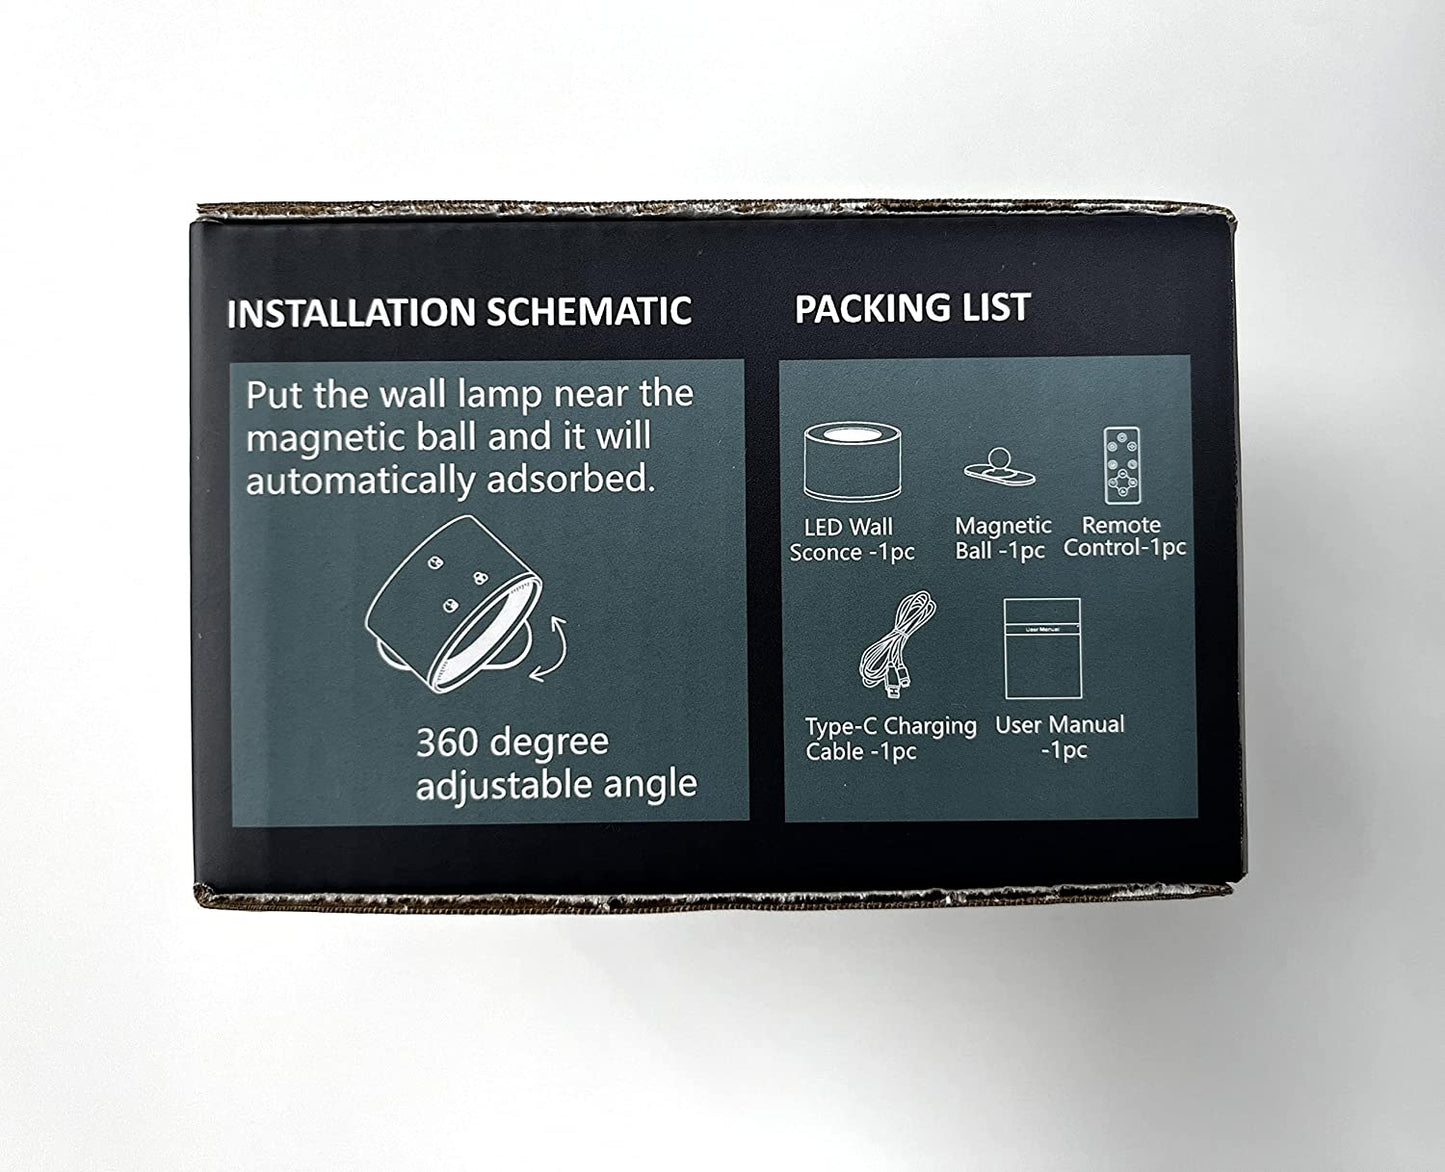 INSTALLATION SCHEMATIC
Put the wall lamp near the
magnetic ball and it will
automatically adsorbed.
360 degree
adjustable angle
PACKING LIST
LED Wall
Sconce -1pc
Magnetic
Ball -1pc
Remote
Control-1pc
User Manual
Type-C Charging
Cable -1pc
User Manual
-1pc